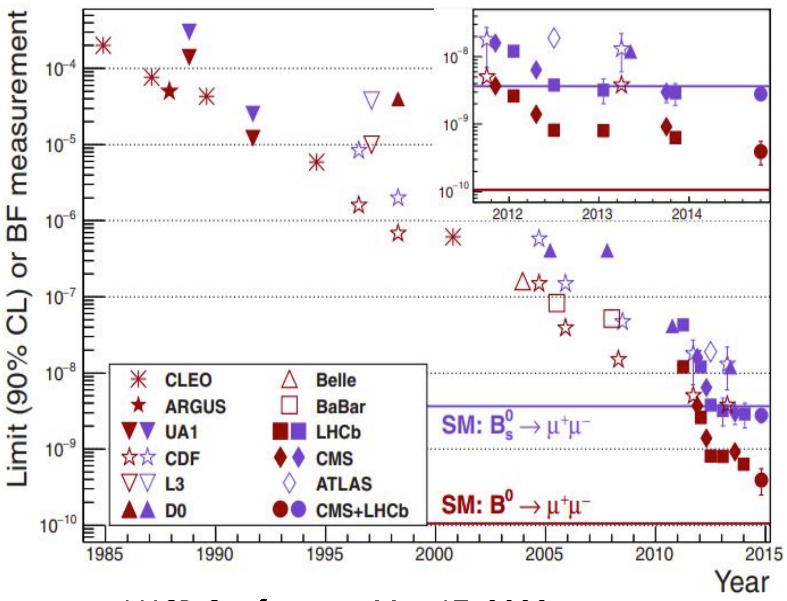 Limit (90% CL) or BF measurement
10⁻⁴
10⁻⁵
10⁻⁶
10⁻⁷
10⁻⁸
10⁻⁹
10⁻¹⁰
10⁻⁸
10⁻⁹
10⁻¹⁰
2012 2013 2014
CLEO Belle
ARGUS BaBar
UA1 LHCb
CDF CMS
L3 ATLAS
D0 CMS+LHCb
SM: B⁰ₛ → μ⁺μ⁻
SM: B⁰ → μ⁺μ⁻
1985 1990 1995 2000 2005 2010 2015
Year